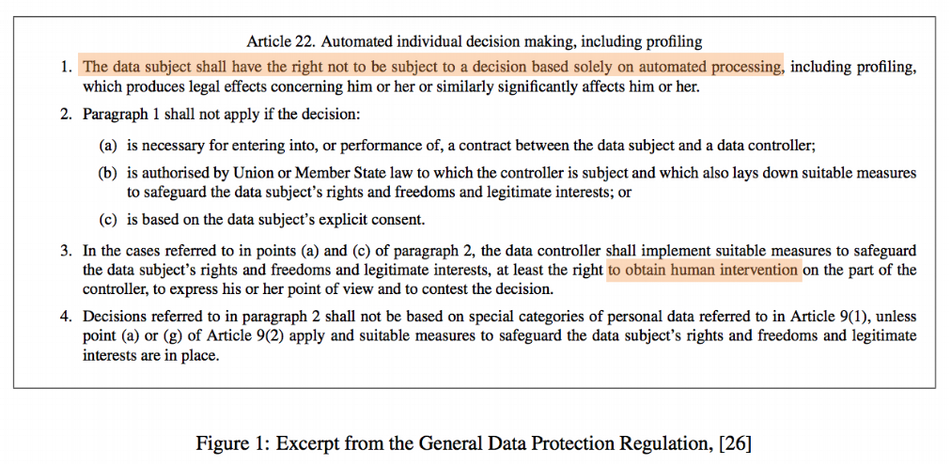 Article 22. Automated individual decision making, including profiling
1. The data subject shall have the right not to be subject to a decision based solely on automated processing, including profiling,
which produces legal effects concerning him or her or similarly significantly affects him or her.
2. Paragraph 1 shall not apply if the decision:
(a) is necessary for entering into, or performance of, a contract between the data subject and a data controller;
(b) is authorised by Union or Member State law to which the controller is subject and which also lays down suitable measures
to safeguard the data subject's rights and freedoms and legitimate interests; or
(c) is based on the data subject's explicit consent.
3. In the cases referred to in points (a) and (c) of paragraph 2, the data controller shall implement suitable measures to safeguard
the data subject's rights and freedoms and legitimate interests, at least the right to obtain human intervention on the part of the
controller, to express his or her point of view and to contest the decision.
4. Decisions referred to in paragraph 2 shall not be based on special categories of personal data referred to in Article 9(1), unless
point (a) or (g) of Article 9(2) apply and suitable measures to safeguard the data subject's rights and freedoms and legitimate
interests are in place.
Figure 1: Excerpt from the General Data Protection Regulation, [26]